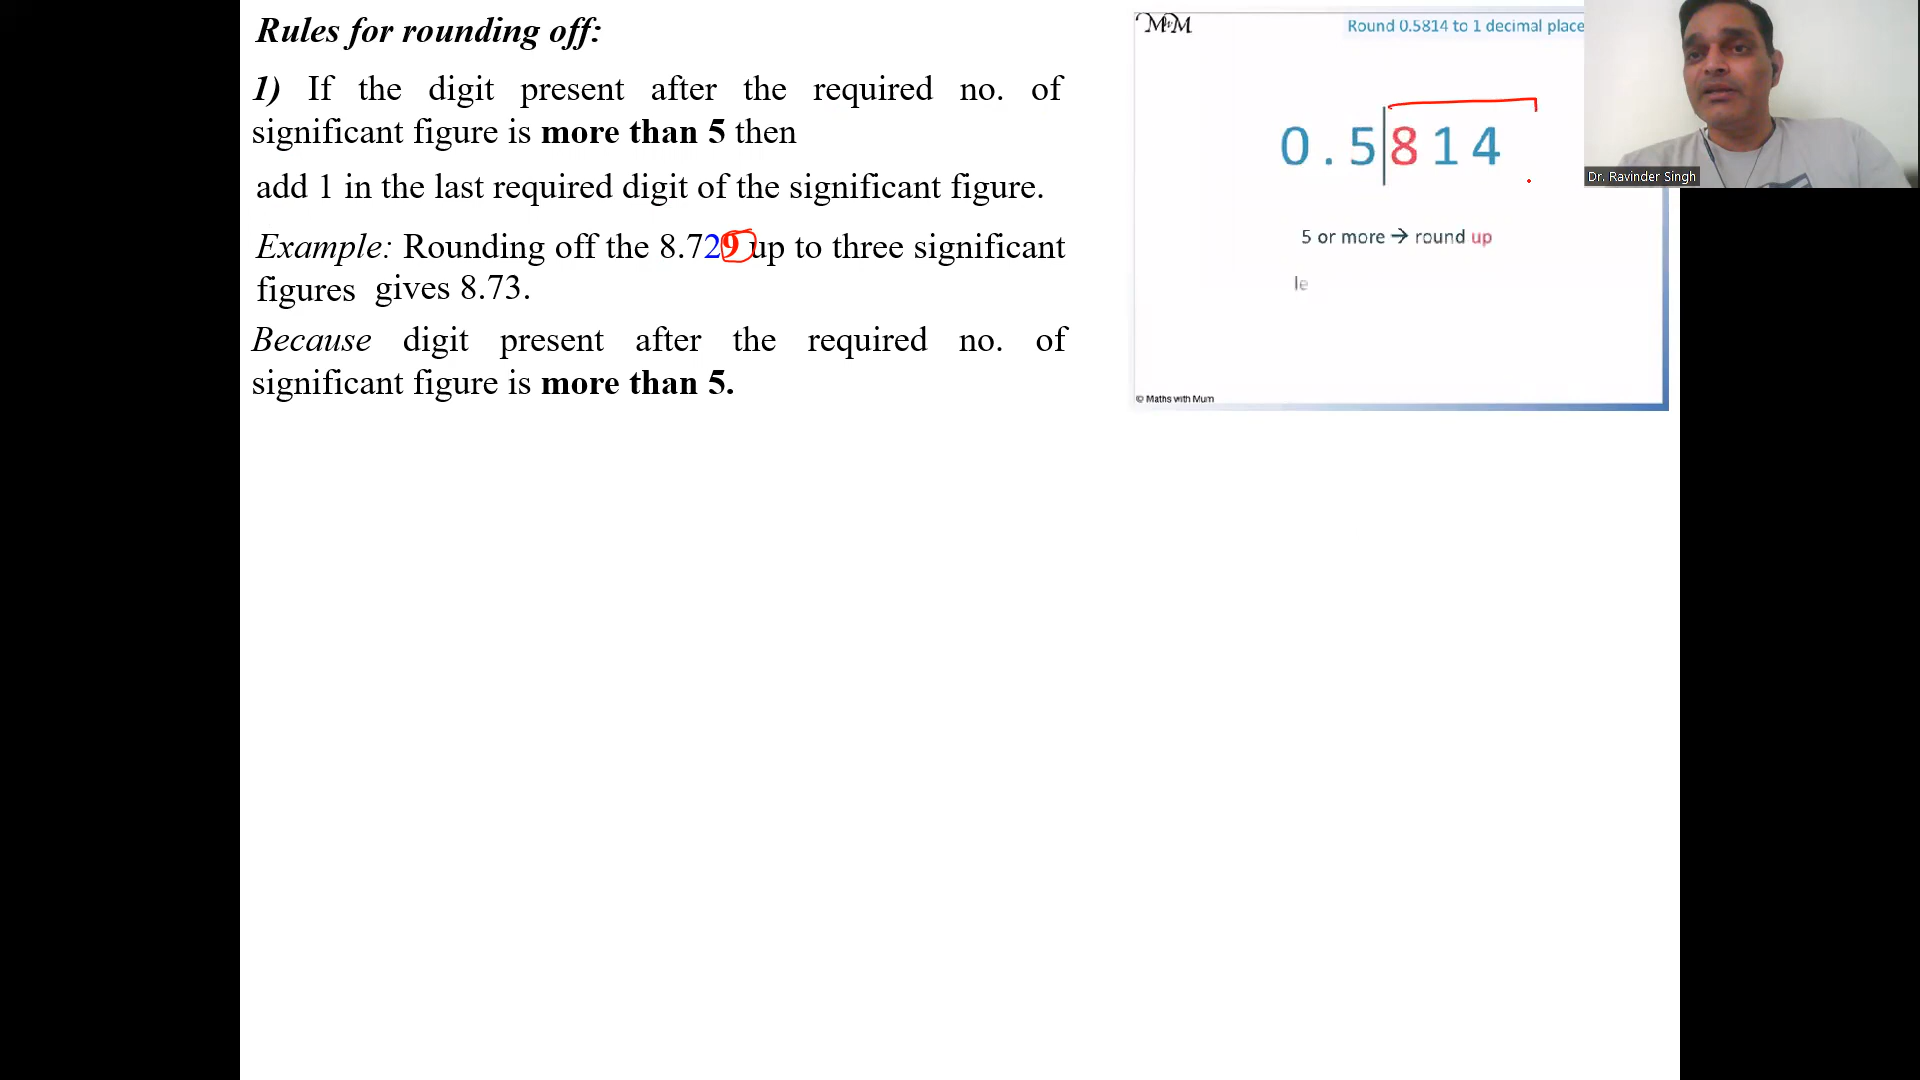 Rules for rounding off:
1) If the digit present after the required no. of
significant figure is more than 5 then
add 1 in the last required digit of the significant figure.
Example: Rounding off the 8.729 up to three significant
figures gives 8.73.
Because digit present after the required no. of
significant figure is more than 5.
MM
Round 0.5814 to 1 decimal place
0.5814
5 or more → round up
le
© Maths with Mum
Dr. Ravinder Singh